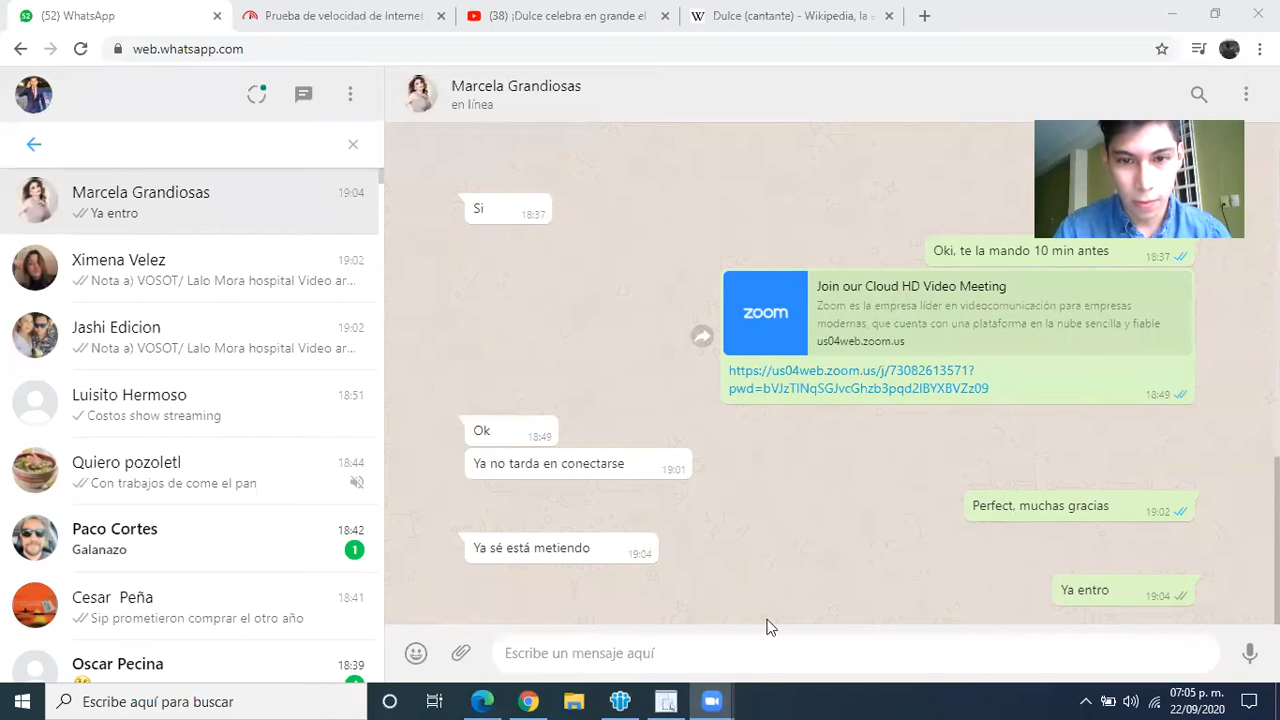 (52) WhatsApp
Prueba de velocidad de Internet
(38) ¡Dulce celebra en grande el
Dulce (cantante) - Wikipedia, la e
web.whatsapp.com
Marcela Grandiosas
en línea
Marcela Grandiosas
19:04
Ya entro
Ximena Velez
19:02
Nota a) VOSOT/ Lalo Mora hospital Video ar...
Jashi Edicion
19:02
Nota a) VOSOT/ Lalo Mora hospital Video ar...
Luisito Hermoso
18:51
Costos show streaming
Quiero pozoletl
18:44
Con trabajos de come el pan
Paco Cortes
18:42
Galanazo
1
Cesar Peña
18:41
Sip prometieron comprar el otro año
Oscar Pecina
18:39
Si
18:37
Oki, te la mando 10 min antes
18:37
zoom
Join our Cloud HD Video Meeting
Zoom es la empresa líder en videocomunicación para empresas
modernas, que cuenta con una plataforma en la nube sencilla y fiable
us04web.zoom.us
https://us04web.zoom.us/j/73082613571?
pwd=bVJzTlNqSGJvcGhzb3pqd2lBYXBVZz09
18:49
Ok
18:49
Ya no tarda en conectarse
19:01
Perfect, muchas gracias
19:02
Ya sé está metiendo
19:04
Ya entro
19:04
Escribe un mensaje aquí
Escribe aquí para buscar
07:05 p. m.
22/09/2020